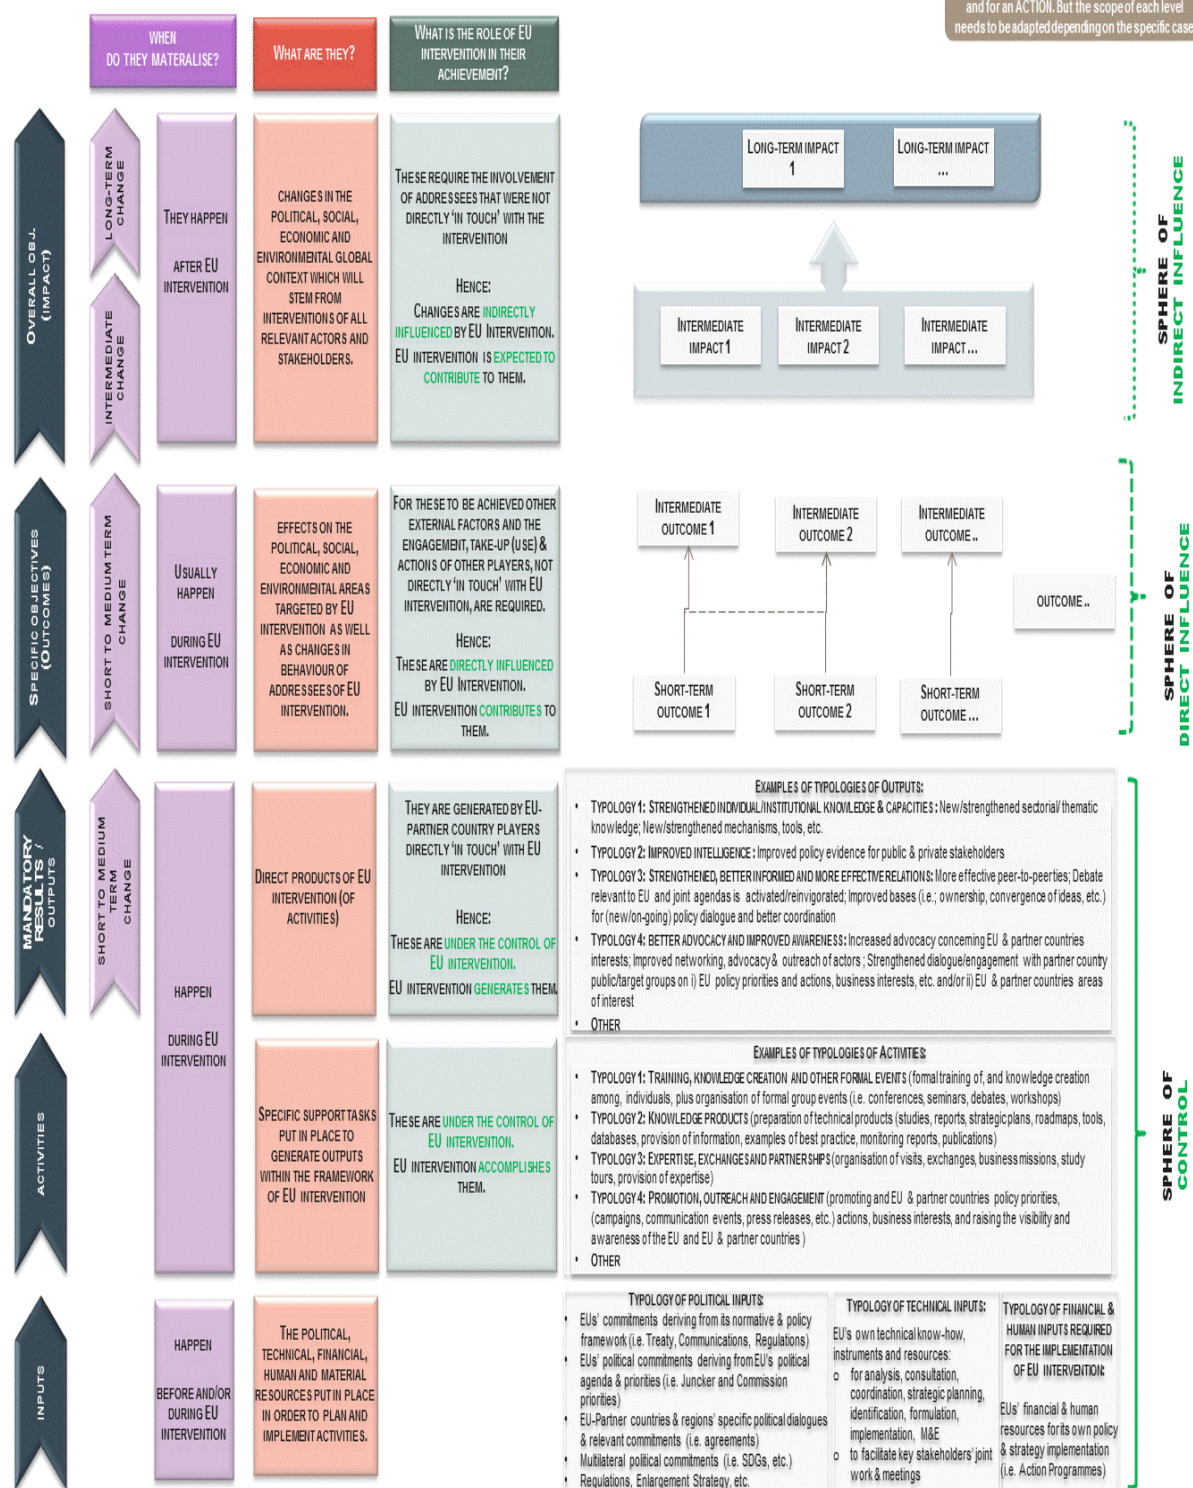 and for an ACTION. But the scope of each level
needs to be adapted depending on the specific case
WHEN
DO THEY MATERALISE?
WHAT ARE THEY?
WHAT IS THE ROLE OF EU
INTERVENTION IN THEIR
ACHIEVEMENT?
OVERALL OBJ.
(IMPACT)
LONG-TERM
CHANGE
INTERMEDIATE
CHANGE
THEY HAPPEN
AFTER EU
INTERVENTION
CHANGES IN THE
POLITICAL, SOCIAL,
ECONOMIC AND
ENVIRONMENTAL GLOBAL
CONTEXT WHICH WILL
STEM FROM
INTERVENTIONS OF ALL
RELEVANT ACTORS AND
STAKEHOLDERS.
THESE REQUIRE THE INVOLVEMENT
OF ADDRESSEES THAT WERE NOT
DIRECTLY 'IN TOUCH' WITH THE
INTERVENTION
HENCE:
CHANGES ARE INDIRECTLY
INFLUENCED BY EU INTERVENTION.
EU INTERVENTION IS EXPECTED TO
CONTRIBUTE TO THEM.
LONG-TERM IMPACT
1
LONG-TERM IMPACT
...
INTERMEDIATE
IMPACT 1
INTERMEDIATE
IMPACT 2
INTERMEDIATE
IMPACT ...
SPHERE OF
INDIRECT INFLUENCE
SPECIFIC OBJECTIVES
(OUTCOMES)
SHORT TO MEDIUM TERM
CHANGE
USUALLY
HAPPEN
DURING EU
INTERVENTION
EFFECTS ON THE
POLITICAL, SOCIAL,
ECONOMIC AND
ENVIRONMENTAL AREAS
TARGETED BY EU
INTERVENTION AS WELL
AS CHANGES IN
BEHAVIOUR OF
ADDRESSEES OF EU
INTERVENTION.
FOR THESE TO BE ACHIEVED OTHER
EXTERNAL FACTORS AND THE
ENGAGEMENT, TAKE-UP (USE) &
ACTIONS OF OTHER PLAYERS, NOT
DIRECTLY 'IN TOUCH' WITH EU
INTERVENTION, ARE REQUIRED.
HENCE:
THESE ARE DIRECTLY INFLUENCED
BY EU INTERVENTION.
EU INTERVENTION CONTRIBUTES TO
THEM.
INTERMEDIATE
OUTCOME 1
INTERMEDIATE
OUTCOME 2
INTERMEDIATE
OUTCOME ..
OUTCOME ..
SHORT-TERM
OUTCOME 1
SHORT-TERM
OUTCOME 2
SHORT-TERM
OUTCOME ...
SPHERE OF
DIRECT INFLUENCE
MANDATORY
RESULTS /
OUTPUTS
SHORT TO MEDIUM
TERM
CHANGE
HAPPEN
DURING EU
INTERVENTION
DIRECT PRODUCTS OF EU
INTERVENTION (OF
ACTIVITIES)
THEY ARE GENERATED BY EU-
PARTNER COUNTRY PLAYERS
DIRECTLY 'IN TOUCH' WITH EU
INTERVENTION
HENCE:
THESE ARE UNDER THE CONTROL OF
EU INTERVENTION.
EU INTERVENTION GENERATES THEM.
EXAMPLES OF TYPOLOGIES OF OUTPUTS:
• TYPOLOGY 1: STRENGTHENED INDIVIDUAL/INSTITUTIONAL KNOWLEDGE & CAPACITIES : New/strengthened sectorial/ thematic
knowledge; New/strengthened mechanisms, tools, etc.
• TYPOLOGY 2: IMPROVED INTELLIGENCE : Improved policy evidence for public & private stakeholders
• TYPOLOGY 3: STRENGTHENED, BETTER INFORMED AND MORE EFFECTIVE RELATIONS: More effective peer-to-peerties; Debate
relevant to EU and joint agendas is activated/reinvigorated; Improved bases (i.e.; ownership, convergence of ideas, etc.)
for (new/on-going) policy dialogue and better coordination
• TYPOLOGY 4: BETTER ADVOCACY AND IMPROVED AWARENESS : Increased advocacy concerning EU & partner countries
interests; Improved networking, advocacy & outreach of actors ; Strengthened dialogue/engagement with partner country
public/target groups on i) EU policy priorities and actions, business interests, etc. and/or ii) EU & partner countries areas
of interest
• OTHER
ACTIVITIES
SPECIFIC SUPPORT TASKS
PUT IN PLACE TO
GENERATE OUTPUTS
WITHIN THE FRAMEWORK
OF EU INTERVENTION
THESE ARE UNDER THE CONTROL OF
EU INTERVENTION.
EU INTERVENTION ACCOMPLISHES
THEM.
EXAMPLES OF TYPOLOGIES OF ACTIVITIES:
• TYPOLOGY 1: TRAINING, KNOWLEDGE CREATION AND OTHER FORMAL EVENTS (formal training of, and knowledge creation
among, individuals, plus organisation of formal group events (i.e. conferences, seminars, debates, workshops)
• TYPOLOGY 2: KNOWLEDGE PRODUCTS (preparation of technical products (studies, reports, strategic plans, roadmaps, tools,
databases, provision of information, examples of best practice, monitoring reports, publications)
• TYPOLOGY 3: EXPERTISE, EXCHANGES AND PARTNERSHIPS (organisation of visits, exchanges, business missions, study
tours, provision of expertise)
• TYPOLOGY 4: PROMOTION, OUTREACH AND ENGAGEMENT (promoting and EU & partner countries policy priorities,
(campaigns, communication events, press releases, etc.) actions, business interests, and raising the visibility and
awareness of the EU and EU & partner countries )
• OTHER
SPHERE OF
CONTROL
INPUTS
HAPPEN
BEFORE AND/OR
DURING EU
INTERVENTION
THE POLITICAL,
TECHNICAL, FINANCIAL,
HUMAN AND MATERIAL
RESOURCES PUT IN PLACE
IN ORDER TO PLAN AND
IMPLEMENT ACTIVITIES.
TYPOLOGY OF POLITICAL INPUTS:
• EUs' commitments deriving from its normative & policy
framework (i.e. Treaty, Communications, Regulations)
• EUs' political commitments deriving from EU's political
agenda & priorities (i.e. Juncker and Commission
priorities)
• EU-Partner countries & regions' specific political dialogues
& relevant commitments (i.e. agreements)
• Multilateral political commitments (i.e. SDGs, etc.)
• Regulations, Enlargement Strategy, etc.
TYPOLOGY OF TECHNICAL INPUTS:
EU's own technical know-how,
instruments and resources:
o for analysis, consultation,
coordination, strategic planning,
identification, formulation,
implementation, M&E
o to facilitate key stakeholders' joint
work & meetings
TYPOLOGY OF FINANCIAL &
HUMAN INPUTS REQUIRED
FOR THE IMPLEMENTATION
OF EU INTERVENTION:
EUs' financial & human
resources forits own policy
& strategy implementation
(i.e. Action Programmes)